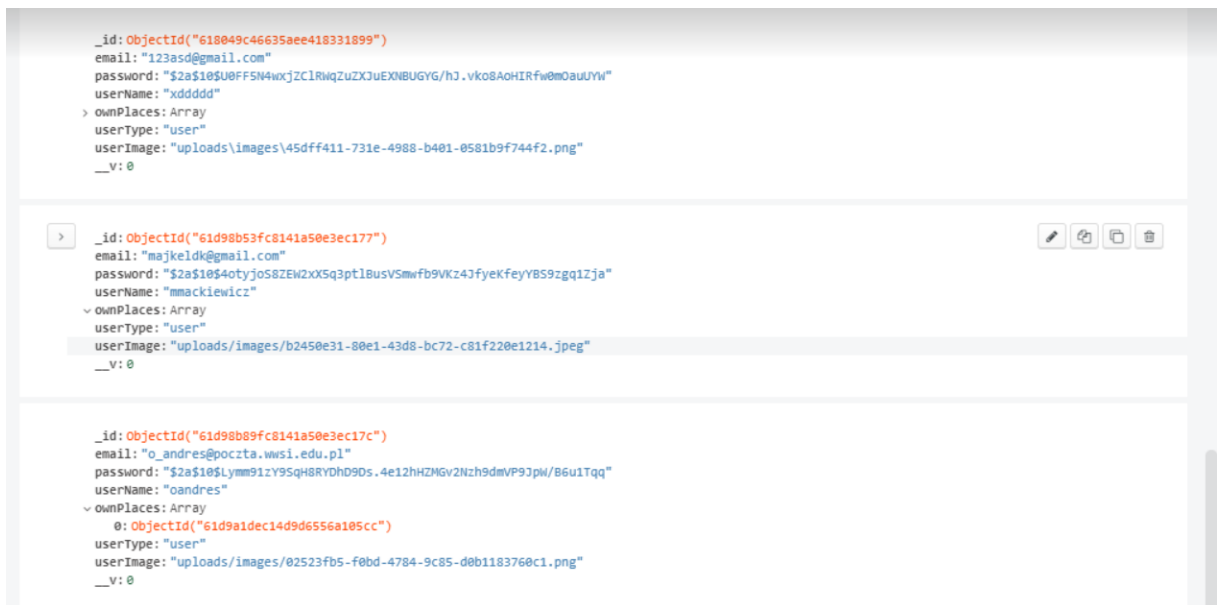 _id: ObjectId("618049c46635aee418331899")
email: "123asd@gmail.com"
password: "$2a$10$U0FF5N4wxjZClRWqZuZXJuEXNBUGYG/hJ.vko8AoHIRfw0mOauUYW"
userName: "xddddd"
> ownPlaces: Array
userType: "user"
userImage: "uploads\images\45dff411-731e-4988-b401-0581b9f744f2.png"
__v: 0
_id: ObjectId("61d98b53fc8141a50e3ec177")
email: "majkeldk@gmail.com"
password: "$2a$10$4otyjoS8ZEW2xX5q3ptlBusVSmwfb9VKz4JfyeKfeyYBS9zgq1Zja"
userName: "mmackiewicz"
ownPlaces: Array
userType: "user"
userImage: "uploads/images/b2450e31-80e1-43d8-bc72-c81f220e1214.jpeg"
__v: 0
_id: ObjectId("61d98b89fc8141a50e3ec17c")
email: "o_andres@poczta.wwsi.edu.pl"
password: "$2a$10$Lymm91zY9SqH8RYDhD9Ds.4e12hHZMGv2Nzh9dmVP9JpW/B6u1Tqq"
userName: "oandres"
ownPlaces: Array
0: ObjectId("61d9a1dec14d9d6556a105cc")
userType: "user"
userImage: "uploads/images/02523fb5-f0bd-4784-9c85-d0b1183760c1.png"
__v: 0